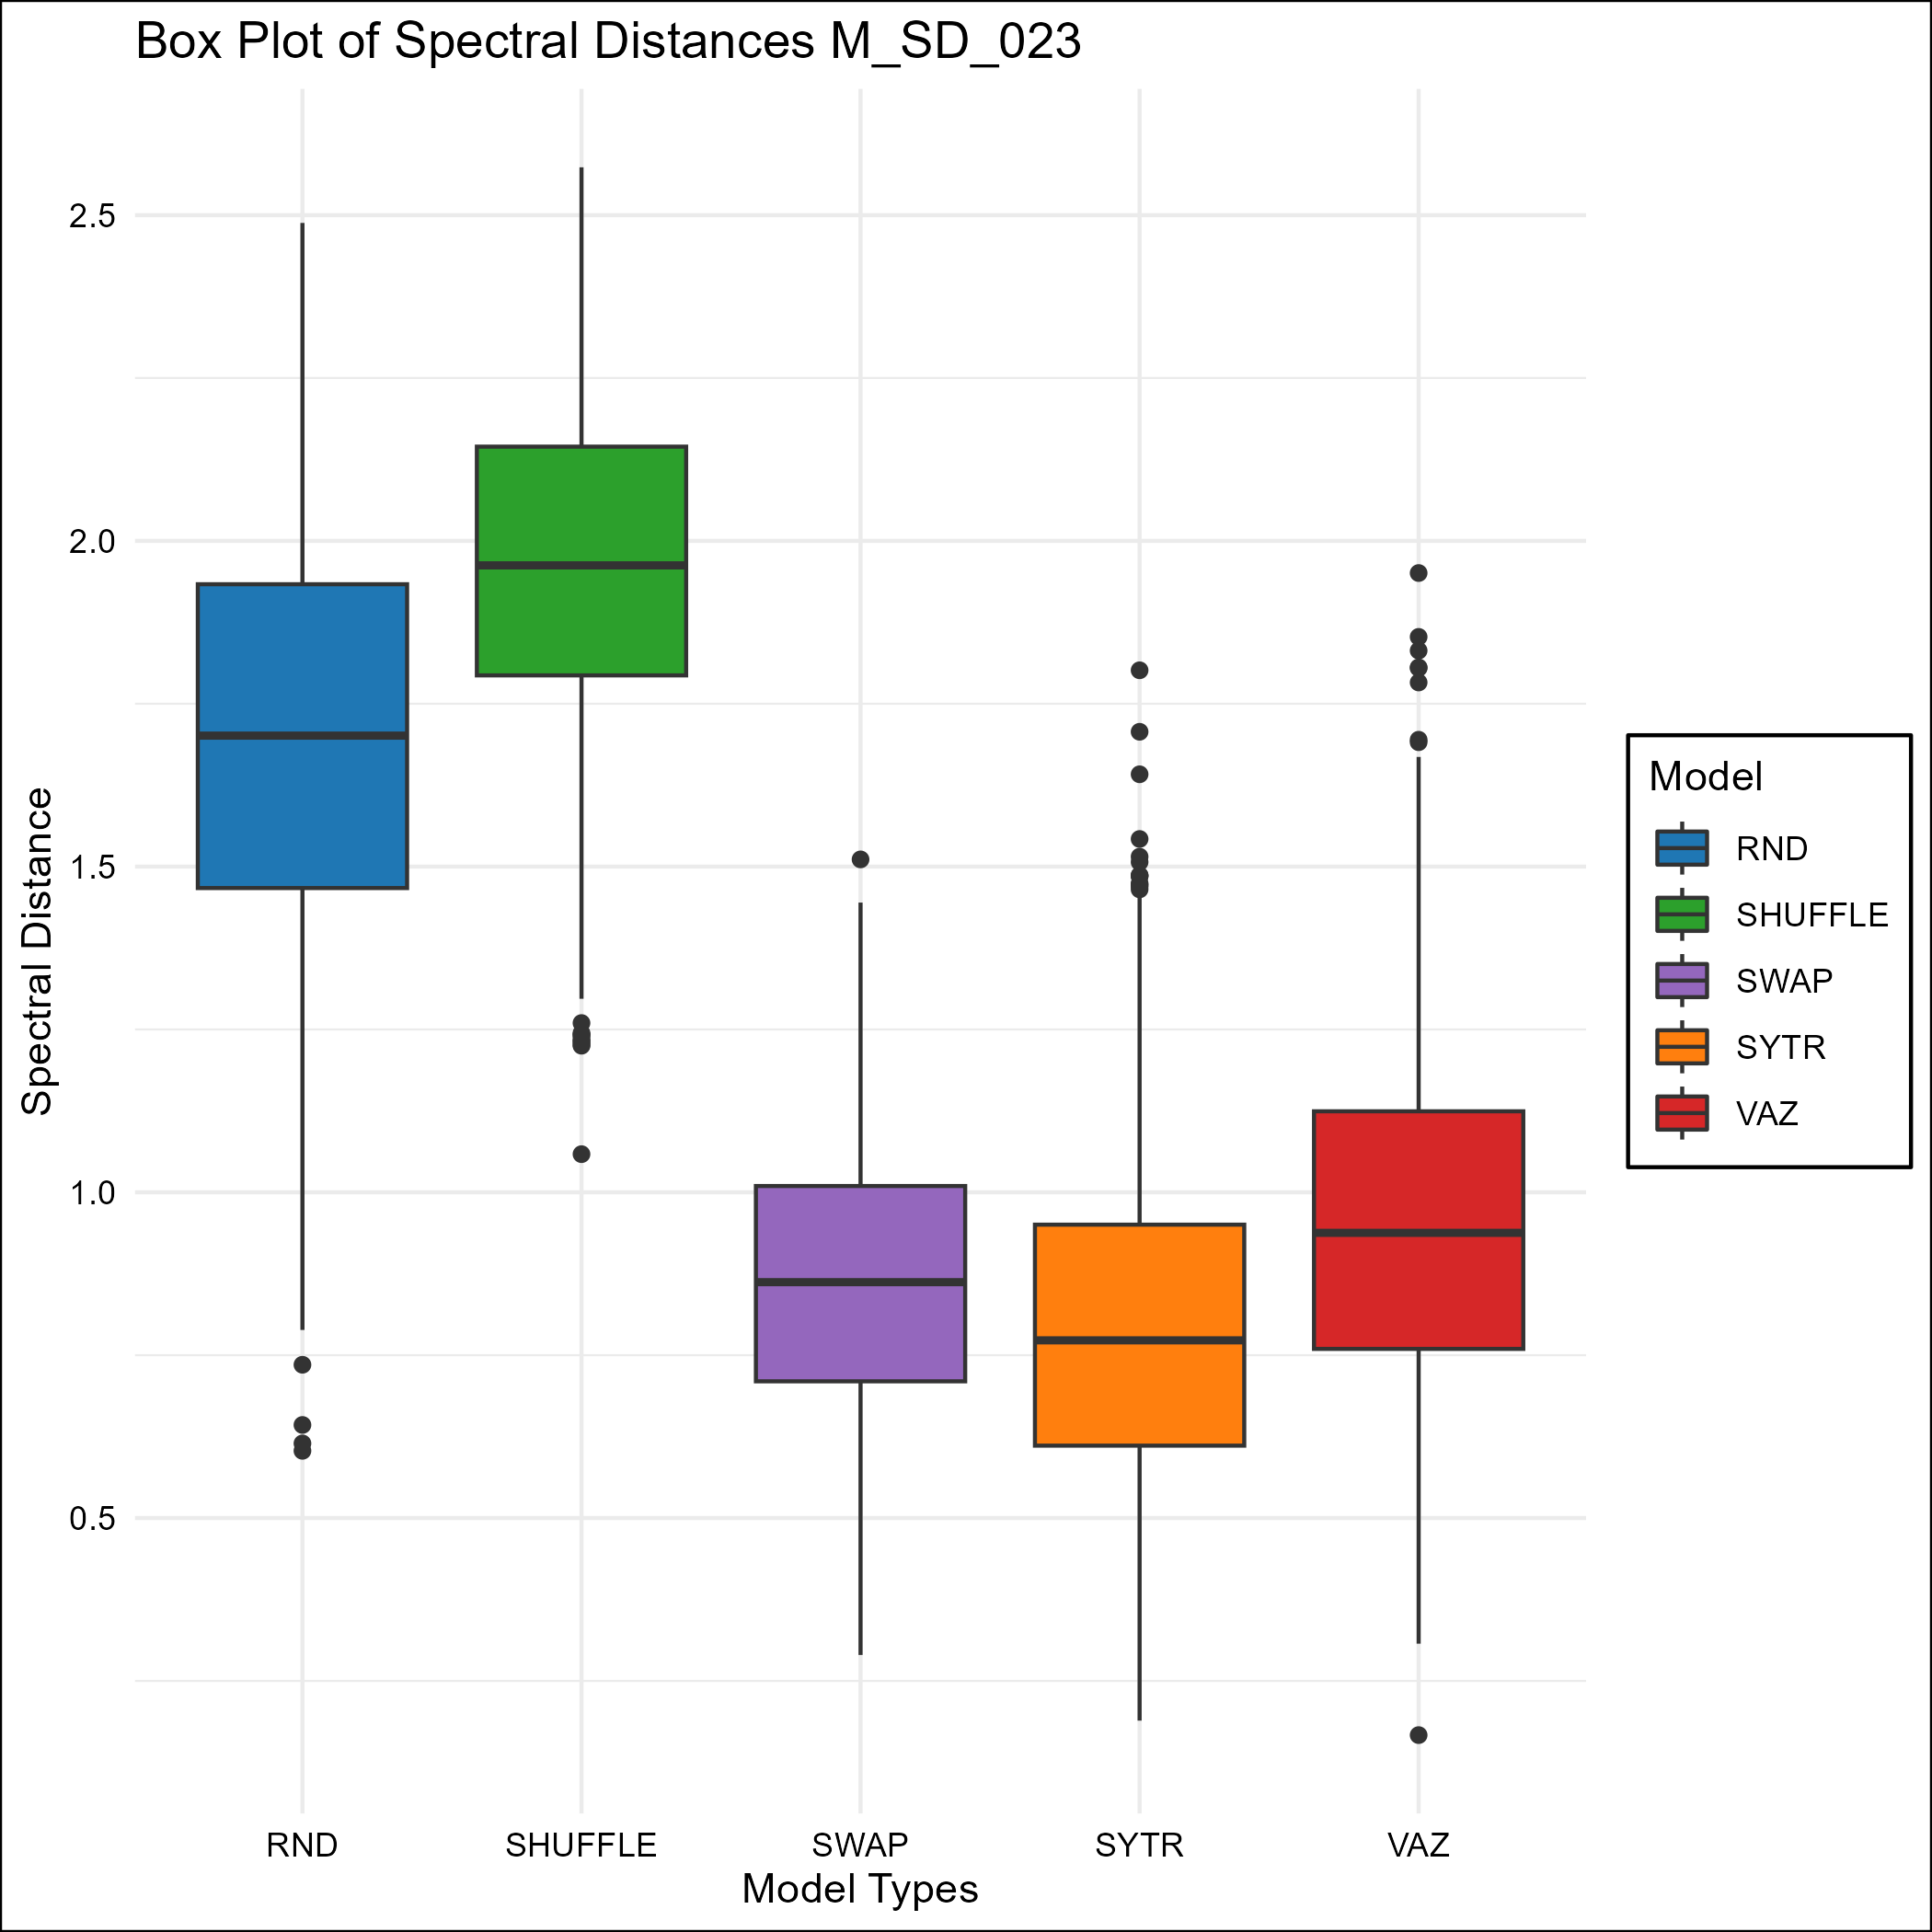 Box Plot of Spectral Distances M_SD_023
2.5
2.0
1.5
1.0
0.5
Spectral Distance
RND
SHUFFLE
SWAP
SYTR
VAZ
Model Types
Model
RND
SHUFFLE
SWAP
SYTR
VAZ